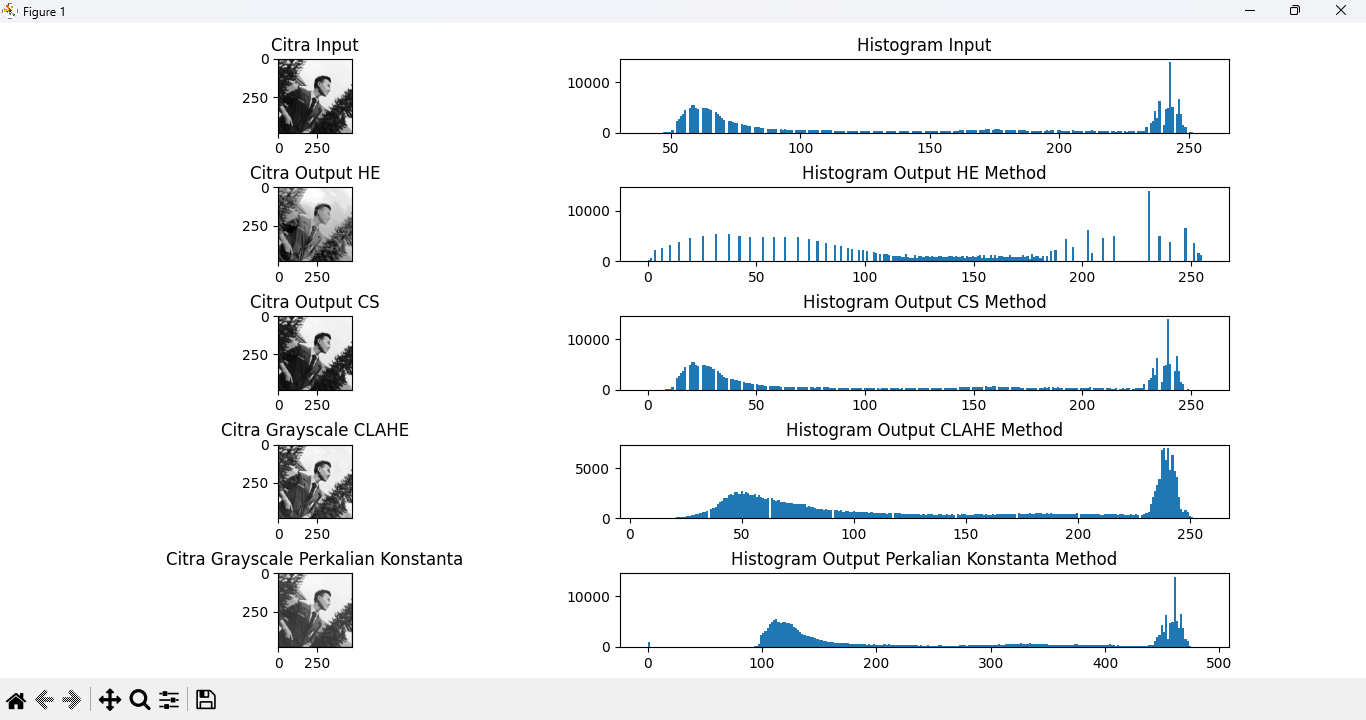 Figure 1
Citra Input
0
250
0 250
Histogram Input
10000
0
50 100 150 200 250
Citra Output HE
0
250
0 250
Histogram Output HE Method
10000
0
0 50 100 150 200 250
Citra Output CS
0
250
0 250
Histogram Output CS Method
10000
0
0 50 100 150 200 250
Citra Grayscale CLAHE
0
250
0 250
Histogram Output CLAHE Method
5000
0
0 50 100 150 200 250
Citra Grayscale Perkalian Konstanta
0
250
0 250
Histogram Output Perkalian Konstanta Method
10000
0
0 100 200 300 400 500